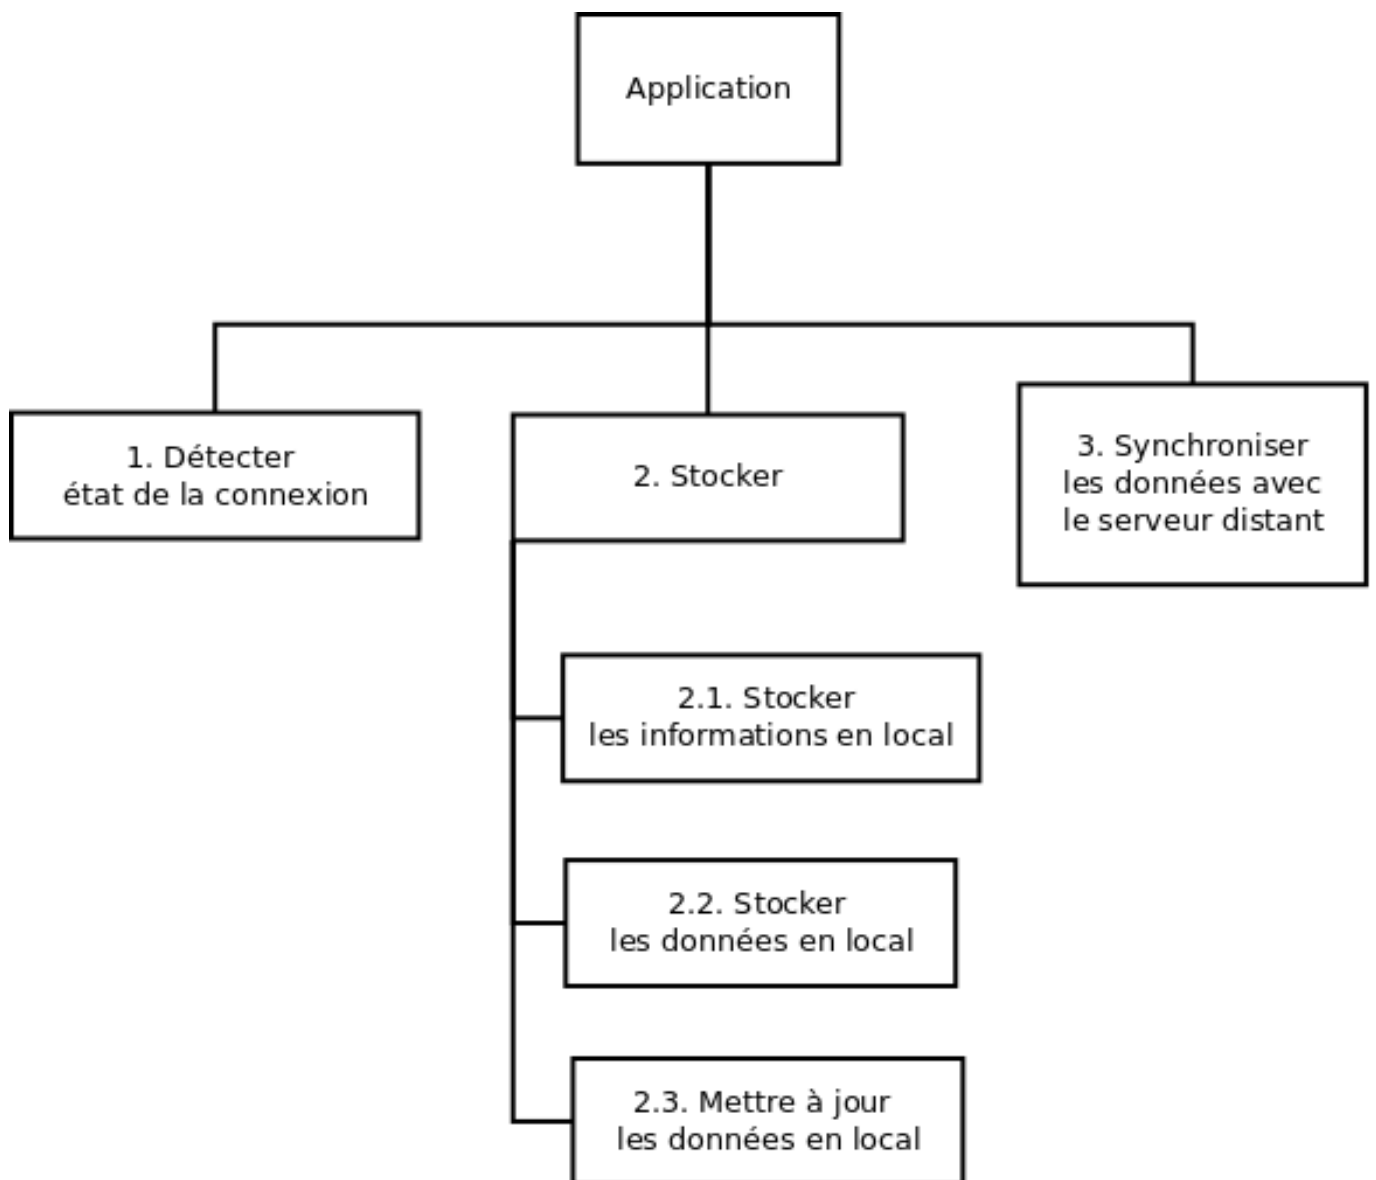 Application
1. Détecter
état de la connexion
2. Stocker
3. Synchroniser
les données avec
le serveur distant
2.1. Stocker
les informations en local
2.2. Stocker
les données en local
2.3. Mettre à jour
les données en local